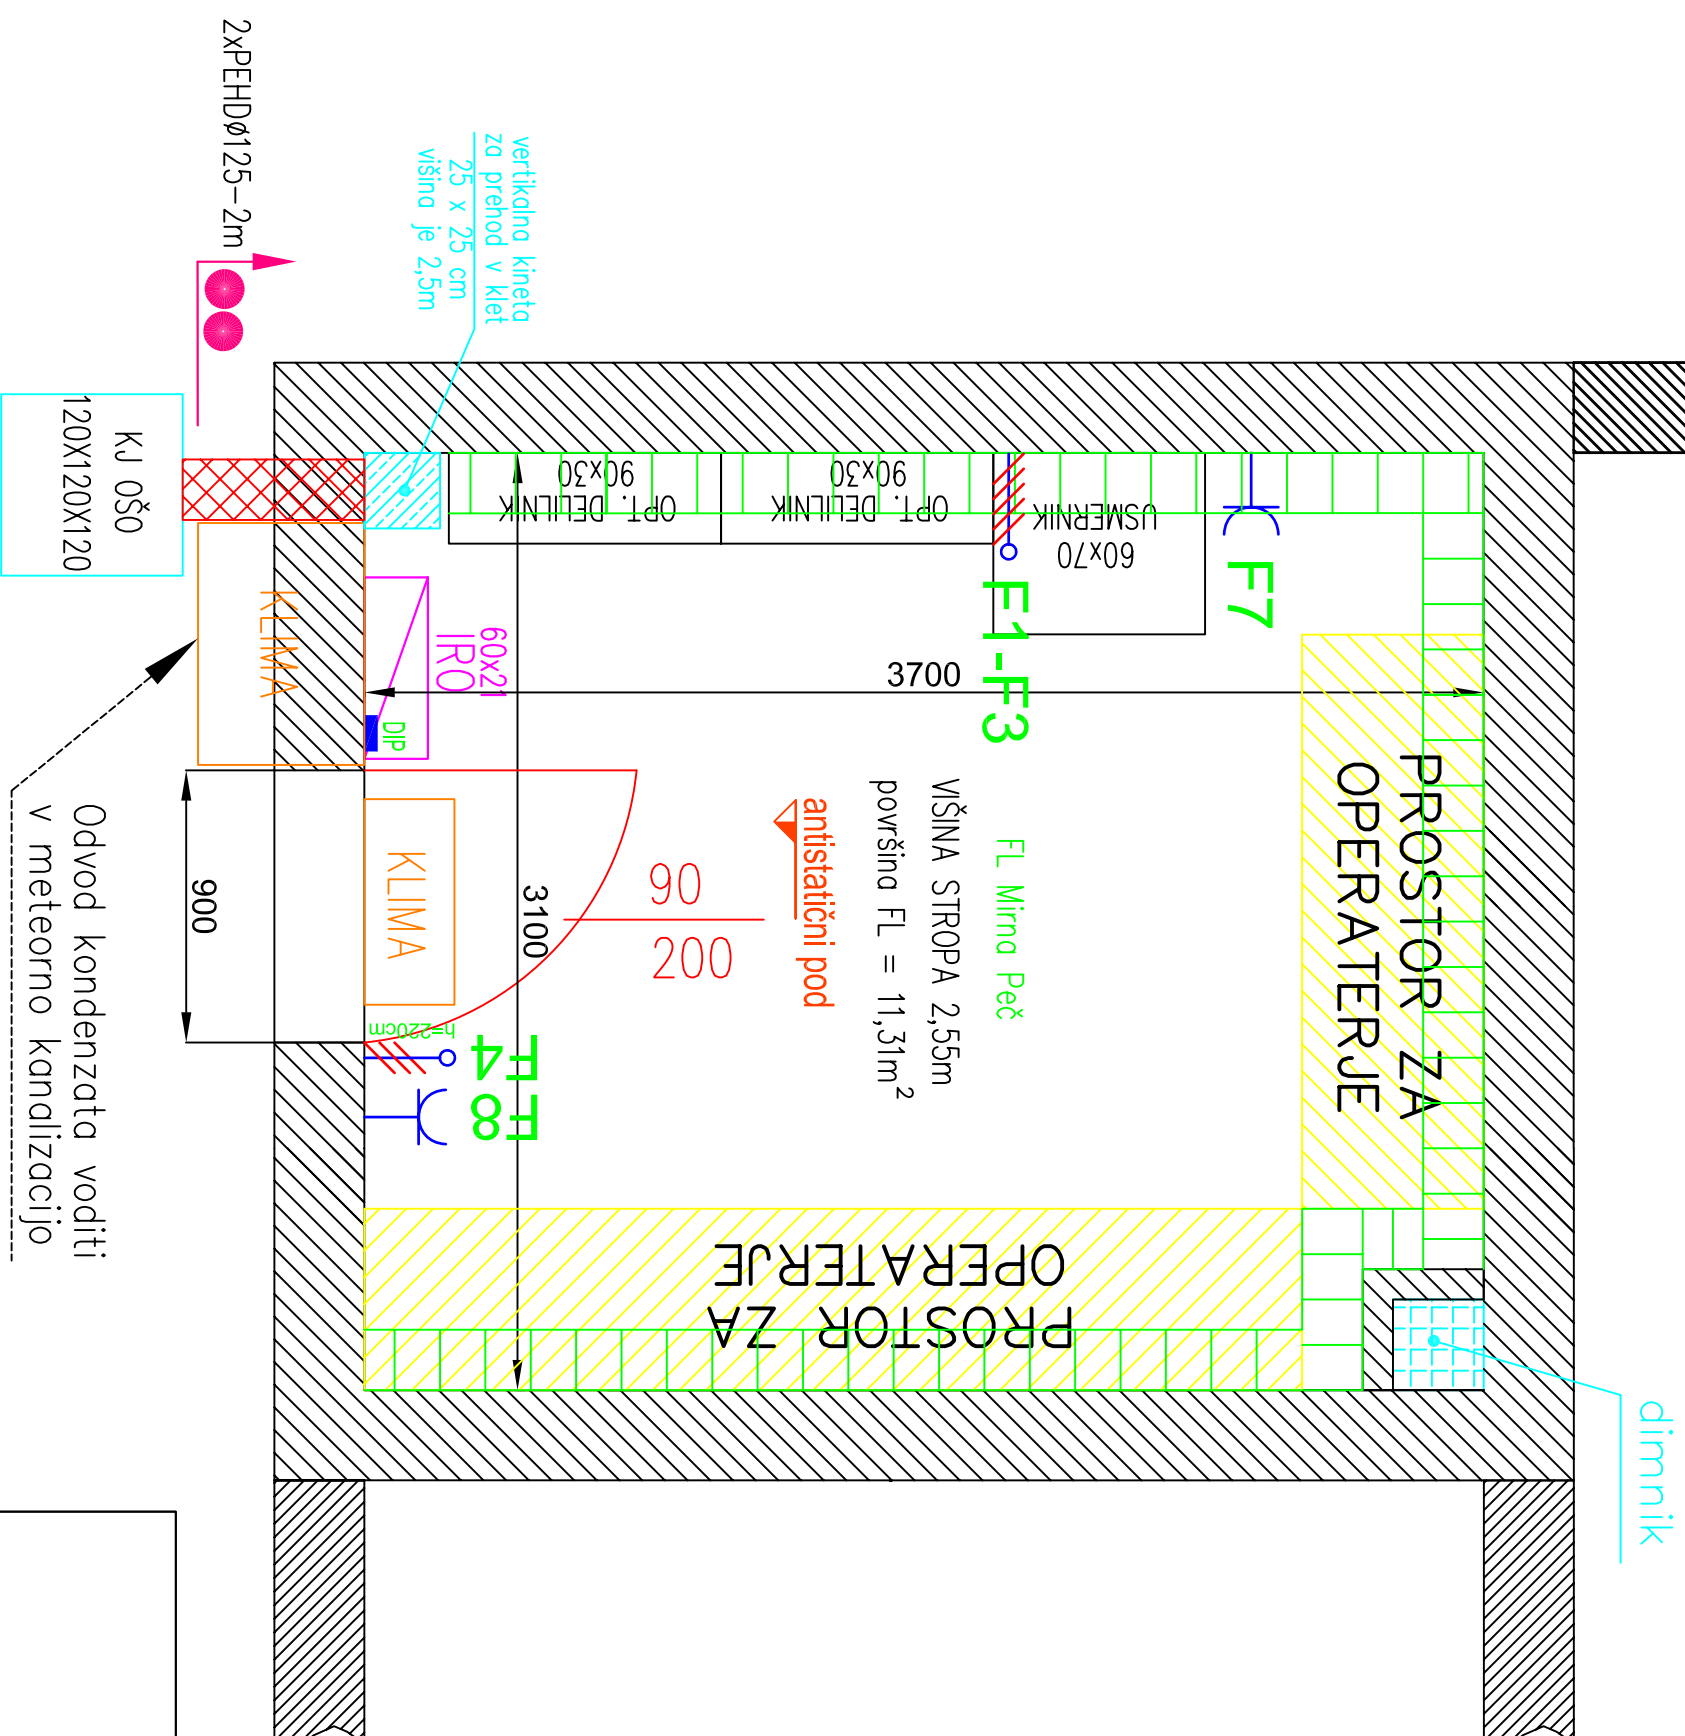 2xPEHDø125-2m
vertikalna kineta
za prehod v klet
25 x 25 cm
višina je 2,5m
KJ OŠO
120X120X120
KLIMA
60x21
IRO
DIP
OPT. DELILNIK
90x30
OPT. DELILNIK
90x30
USMERNIK
60x70
F7
F1-F3
3700
3100
900
PROSTOR ZA
OPERATERJE
FL Mirna Peč
VIŠINA STROPA 2,55m
površina FL = 11,31m²
antistatični pod
90
200
KLIMA
h=220cm
F4
F8
PROSTOR ZA
OPERATERJE
Odvod kondenzata voditi
v meteorno kanalizacijo
dimnik